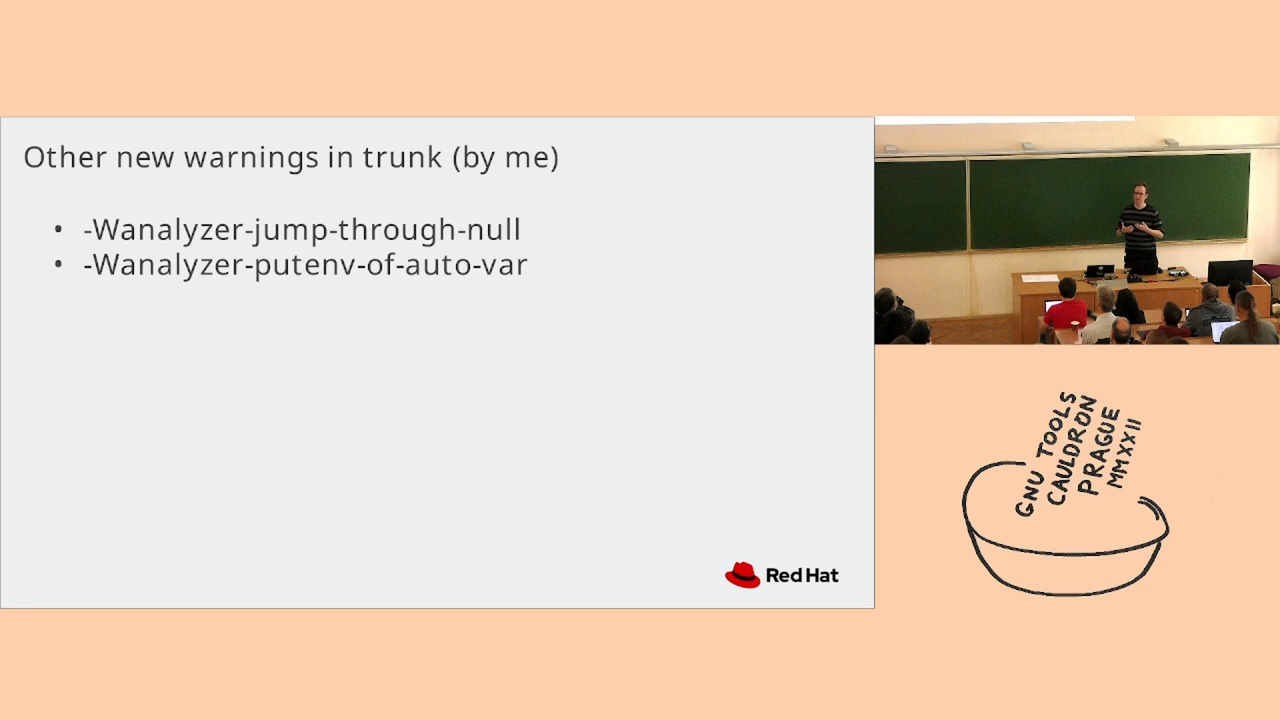 Other new warnings in trunk (by me)
• -Wanalyzer-jump-through-null
• -Wanalyzer-putenv-of-auto-var
Red Hat
GNU TOOLS
CAULDRON
PRAGUE
MMXXII